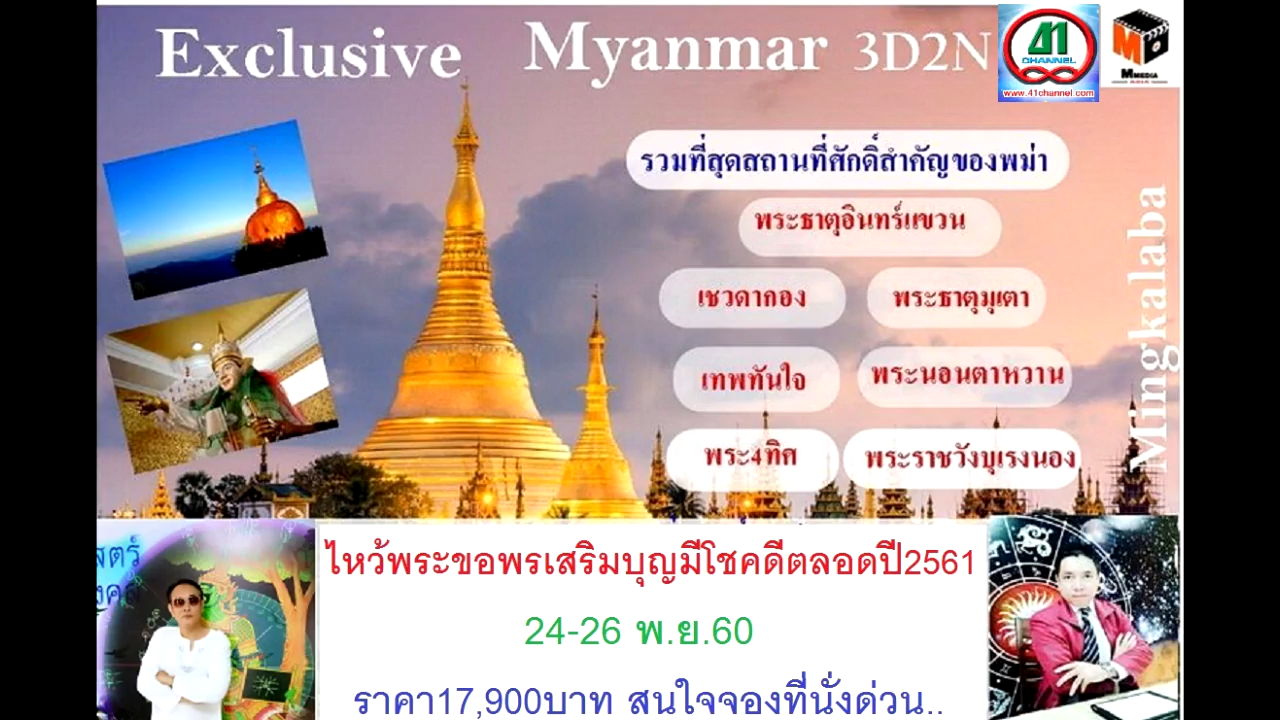 Exclusive Myanmar 3D2N
41
CHANNEL
www.41channel.com
MMEDIA
รวมที่สุดสถานที่ศักดิ์สำคัญของพม่า
พระธาตุอินทร์แขวน
เชวดากอง
พระธาตุมุเตา
เทพทันใจ
พระนอนตาหวาน
พระ4ทิศ
พระราชวังบุเรงนอง
Mingkalaba
ไหว้พระขอพรเสริมบุญมีโชคดีตลอดปี2561
24-26 พ.ย.60
ราคา17,900บาท สนใจจองที่นั่งด่วน..